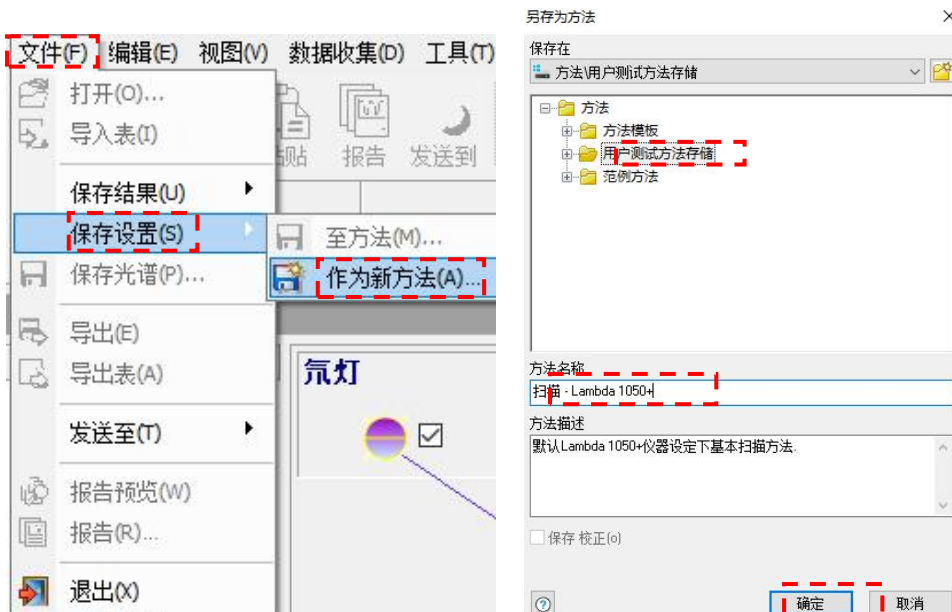 文件(F) 编辑(E) 视图(V) 数据收集(D) 工具(T)
打开(O)...
导入表(I)
报告 发送到
保存结果(U)
保存设置(S)
至方法(M)...
保存光谱(P)...
作为新方法(A)...
导出(E)
导出表(A)
氘灯
发送至(T)
报告预览(W)
报告(R)...
退出(X)
另存为方法
保存在
方法\用户测试方法存储
方法
方法模板
用户测试方法存储
范例方法
方法名称
扫描 - Lambda 1050+
方法描述
默认Lambda 1050+仪器设定下基本扫描方法.
保存 校正(o)
确定 取消